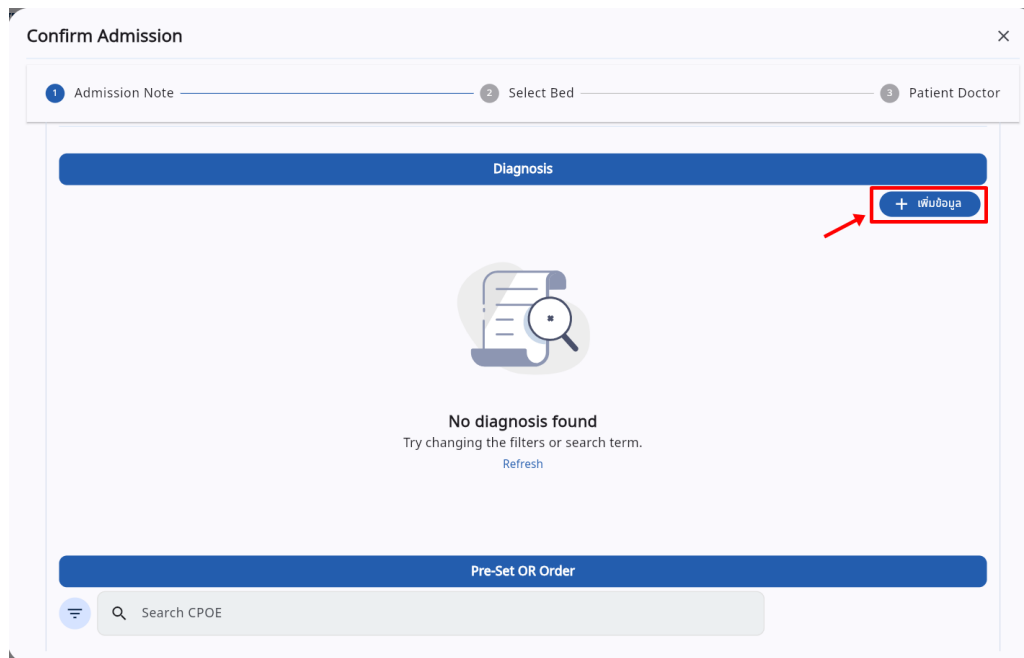 Confirm Admission
1 Admission Note 2 Select Bed 3 Patient Doctor
Diagnosis
เพิ่มข้อมูล
No diagnosis found
Try changing the filters or search term.
Refresh
Pre-Set OR Order
Search CPOE